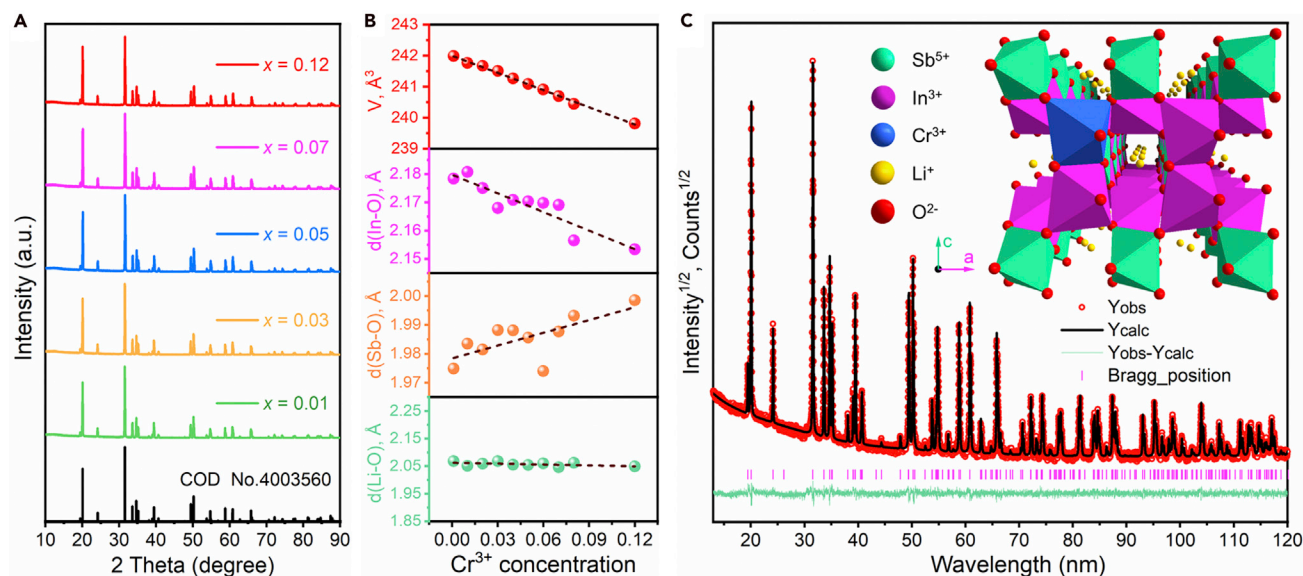 A
Intensity (a.u.)
x = 0.12
x = 0.07
x = 0.05
x = 0.03
x = 0.01
COD No.4003560
10 20 30 40 50 60 70 80 90
2 Theta (degree)
B
V, Å³
243
242
241
240
239
d(In-O), Å
2.18
2.17
2.16
2.15
d(Sb-O), Å
2.00
1.99
1.98
1.97
d(Li-O), Å
2.25
2.15
2.05
1.95
1.85
0.00 0.03 0.06 0.09 0.12
Cr³⁺ concentration
C
Intensity¹ᐟ², Counts¹ᐟ²
Sb⁵⁺
In³⁺
Cr³⁺
Li⁺
O²⁻
c
a
Yobs
Ycalc
Yobs-Ycalc
Bragg_position
20 30 40 50 60 70 80 90 100 110 120
Wavelength (nm)